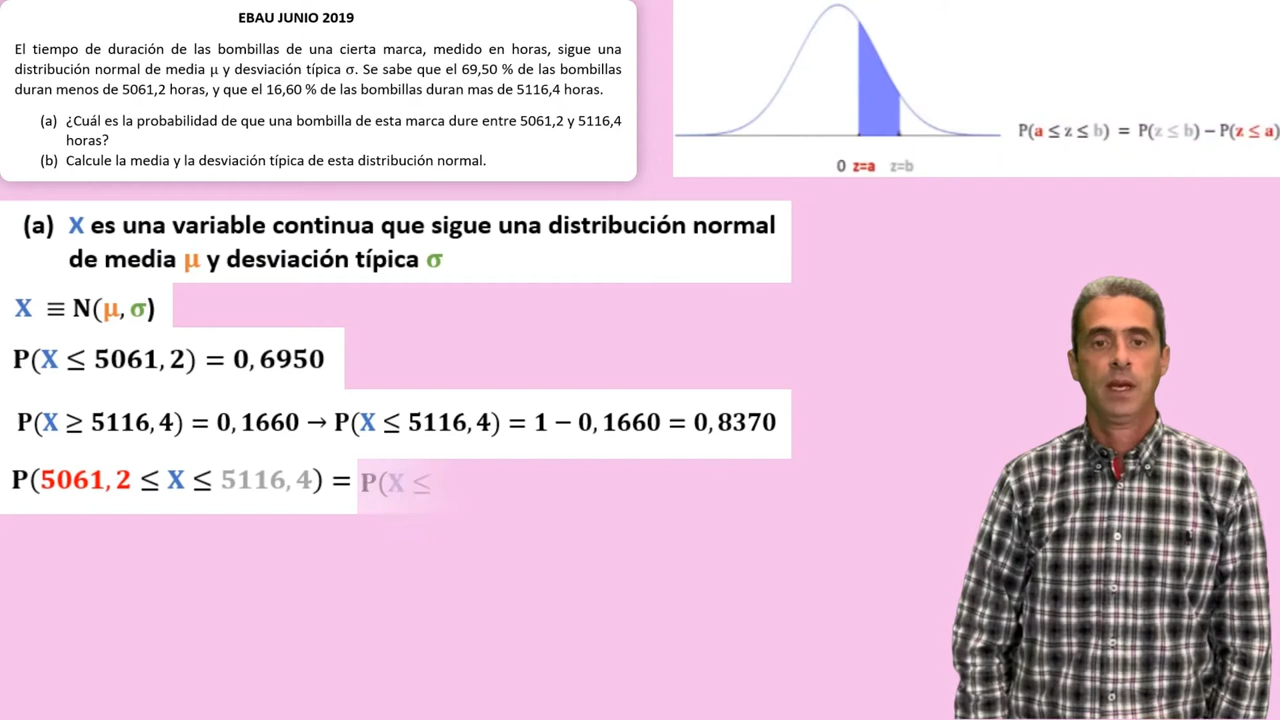 EBAU JUNIO 2019
El tiempo de duración de las bombillas de una cierta marca, medido en horas, sigue una
distribución normal de media μ y desviación típica σ. Se sabe que el 69,50 % de las bombillas
duran menos de 5061,2 horas, y que el 16,60 % de las bombillas duran mas de 5116,4 horas.
(a) ¿Cuál es la probabilidad de que una bombilla de esta marca dure entre 5061,2 y 5116,4
horas?
(b) Calcule la media y la desviación típica de esta distribución normal.
P(a ≤ z ≤ b) = P(z ≤ b) − P(z ≤ a)
0 z=a z=b
(a) X es una variable continua que sigue una distribución normal
de media μ y desviación típica σ
X ≡ N(μ, σ)
P(X ≤ 5061, 2) = 0, 6950
P(X ≥ 5116, 4) = 0, 1660 → P(X ≤ 5116, 4) = 1 − 0, 1660 = 0, 8370
P(5061, 2 ≤ X ≤ 5116, 4) = P(X ≤